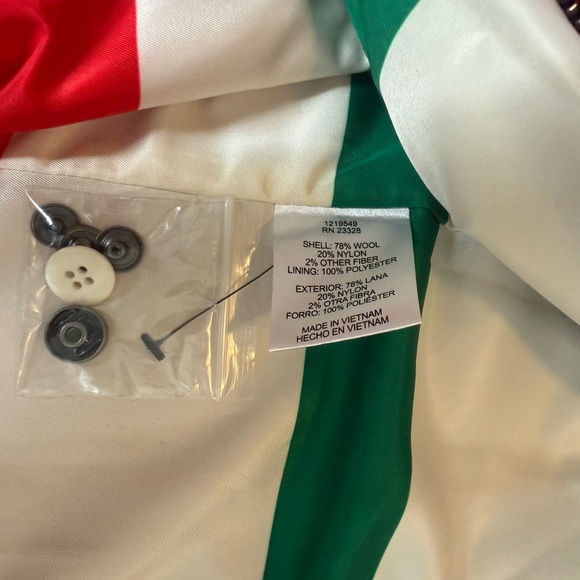 1219549
RN 23328
SHELL: 78% WOOL
20% NYLON
2% OTHER FIBER
LINING: 100% POLYESTER
EXTERIOR: 78% LANA
20% NYLON
2% OTRA FIBRA
FORRO: 100% POLIÉSTER
MADE IN VIETNAM
HECHO EN VIETNAM